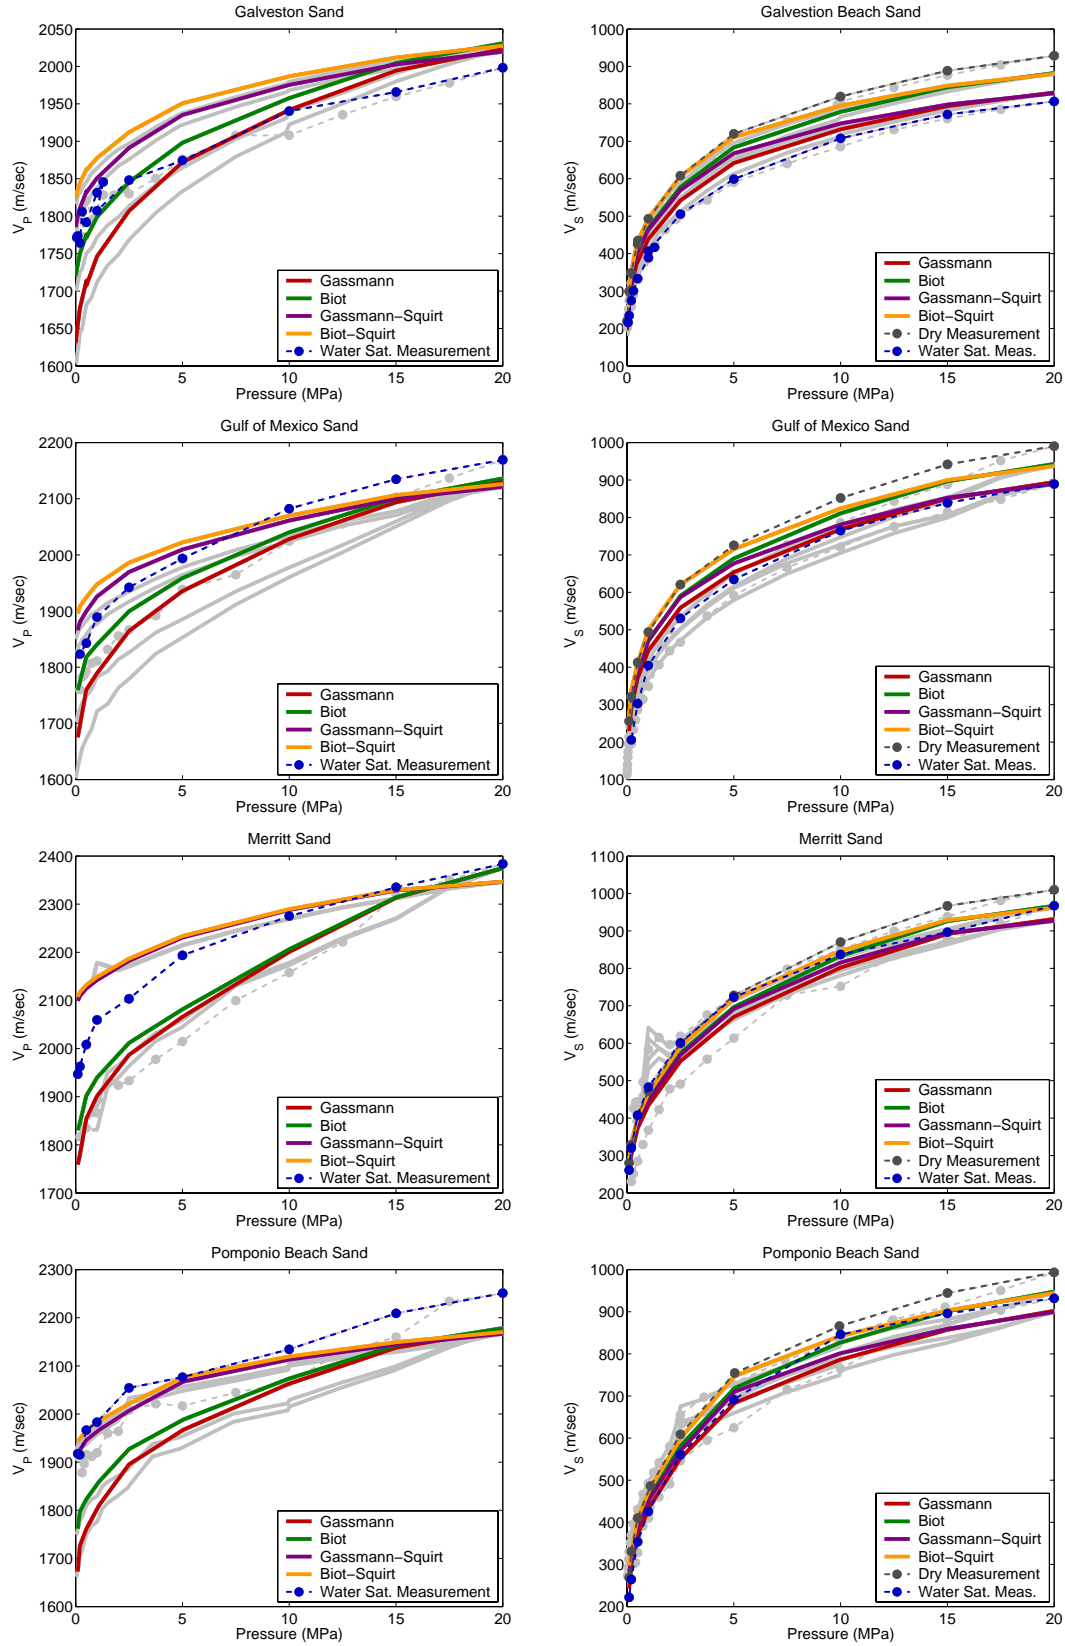 Galveston Sand
2050
2000
1950
1900
1850
1800
1750
1700
1650
1600
V_P (m/sec)
Gassmann
Biot
Gassmann−Squirt
Biot−Squirt
Water Sat. Measurement
0 5 10 15 20
Pressure (MPa)
Galvestion Beach Sand
1000
900
800
700
600
500
400
300
200
100
V_S (m/sec)
Gassmann
Biot
Gassmann−Squirt
Biot−Squirt
Dry Measurement
Water Sat. Meas.
0 5 10 15 20
Pressure (MPa)
Gulf of Mexico Sand
2200
2100
2000
1900
1800
1700
1600
V_P (m/sec)
Gassmann
Biot
Gassmann−Squirt
Biot−Squirt
Water Sat. Measurement
0 5 10 15 20
Pressure (MPa)
Gulf of Mexico Sand
1000
900
800
700
600
500
400
300
200
100
V_S (m/sec)
Gassmann
Biot
Gassmann−Squirt
Biot−Squirt
Dry Measurement
Water Sat. Meas.
0 5 10 15 20
Pressure (MPa)
Merritt Sand
2400
2300
2200
2100
2000
1900
1800
1700
V_P (m/sec)
Gassmann
Biot
Gassmann−Squirt
Biot−Squirt
Water Sat. Measurement
0 5 10 15 20
Pressure (MPa)
Merritt Sand
1100
1000
900
800
700
600
500
400
300
200
V_S (m/sec)
Gassmann
Biot
Gassmann−Squirt
Biot−Squirt
Dry Measurement
Water Sat. Meas.
0 5 10 15 20
Pressure (MPa)
Pomponio Beach Sand
2300
2200
2100
2000
1900
1800
1700
1600
V_P (m/sec)
Gassmann
Biot
Gassmann−Squirt
Biot−Squirt
Water Sat. Measurement
0 5 10 15 20
Pressure (MPa)
Pomponio Beach Sand
1000
900
800
700
600
500
400
300
200
V_S (m/sec)
Gassmann
Biot
Gassmann−Squirt
Biot−Squirt
Dry Measurement
Water Sat. Meas.
0 5 10 15 20
Pressure (MPa)